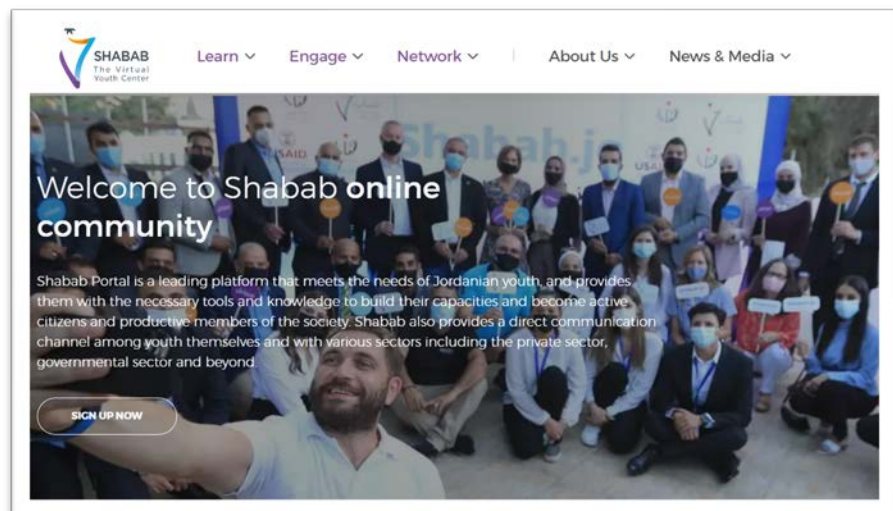 SHABAB
The Virtual
Youth Center
Learn
Engage
Network
About Us
News & Media
Shabab.jo
USAID
USA
Welcome to Shabab online
community
Shabab Portal is a leading platform that meets the needs of Jordanian youth, and provides
them with the necessary tools and knowledge to build their capacities and become active
citizens and productive members of the society. Shabab also provides a direct communication
channel among youth themselves and with various sectors including the private sector,
governmental sector and beyond
SIGN UP NOW